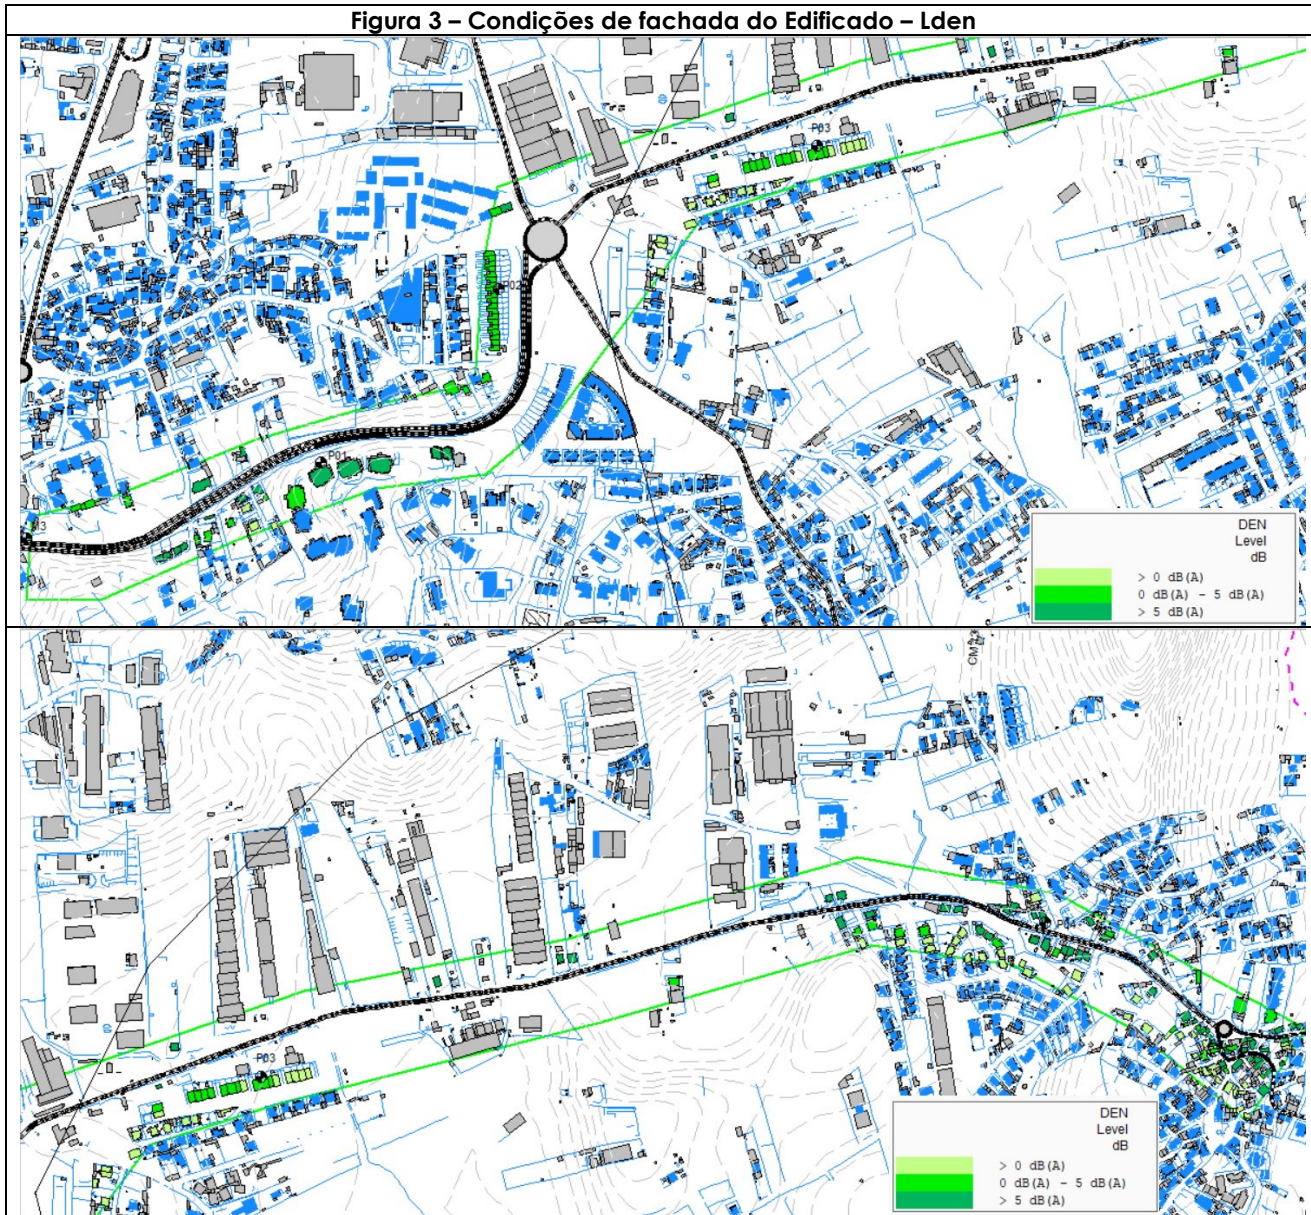 Figura 3 – Condições de fachada do Edificado – Lden
P03
P02
P01
DEN
Level
dB
> 0 dB(A)
0 dB(A) - 5 dB(A)
> 5 dB(A)
CM
P03
DEN
Level
dB
> 0 dB(A)
0 dB(A) - 5 dB(A)
> 5 dB(A)